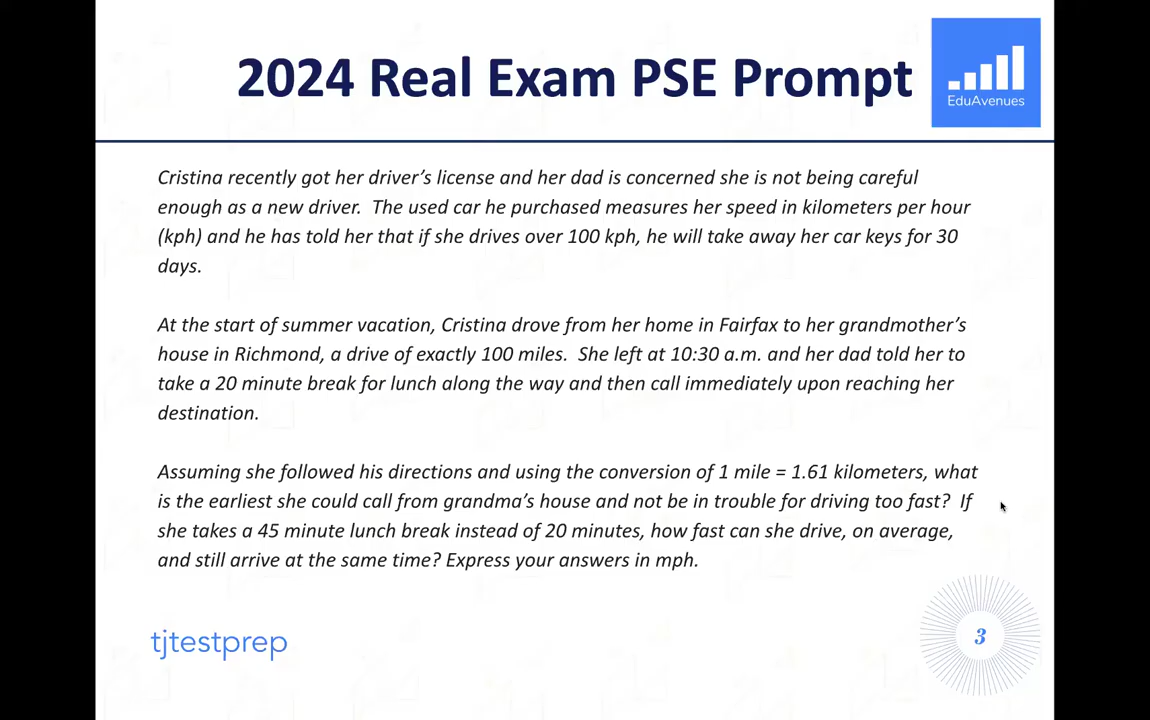 2024 Real Exam PSE Prompt
EduAvenues
Cristina recently got her driver’s license and her dad is concerned she is not being careful
enough as a new driver.  The used car he purchased measures her speed in kilometers per hour
(kph) and he has told her that if she drives over 100 kph, he will take away her car keys for 30
days.
At the start of summer vacation, Cristina drove from her home in Fairfax to her grandmother’s
house in Richmond, a drive of exactly 100 miles.  She left at 10:30 a.m. and her dad told her to
take a 20 minute break for lunch along the way and then call immediately upon reaching her
destination.
Assuming she followed his directions and using the conversion of 1 mile = 1.61 kilometers, what
is the earliest she could call from grandma’s house and not be in trouble for driving too fast?  If
she takes a 45 minute lunch break instead of 20 minutes, how fast can she drive, on average,
and still arrive at the same time? Express your answers in mph.
tjtestprep
3